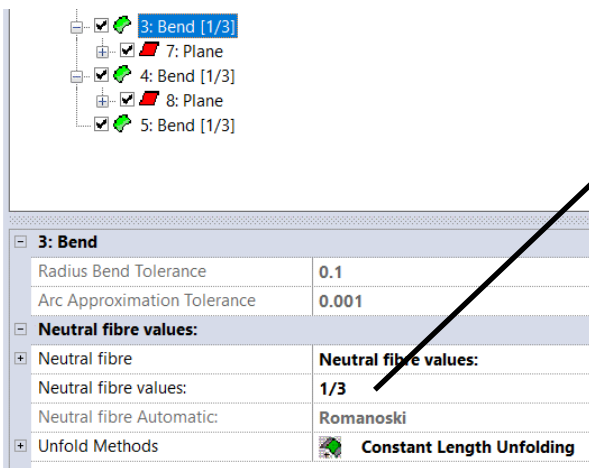 3: Bend [1/3]
7: Plane
4: Bend [1/3]
8: Plane
5: Bend [1/3]
3: Bend
Radius Bend Tolerance 0.1
Arc Approximation Tolerance 0.001
Neutral fibre values:
Neutral fibre Neutral fibre values:
Neutral fibre values: 1/3
Neutral fibre Automatic: Romanoski
Unfold Methods Constant Length Unfolding